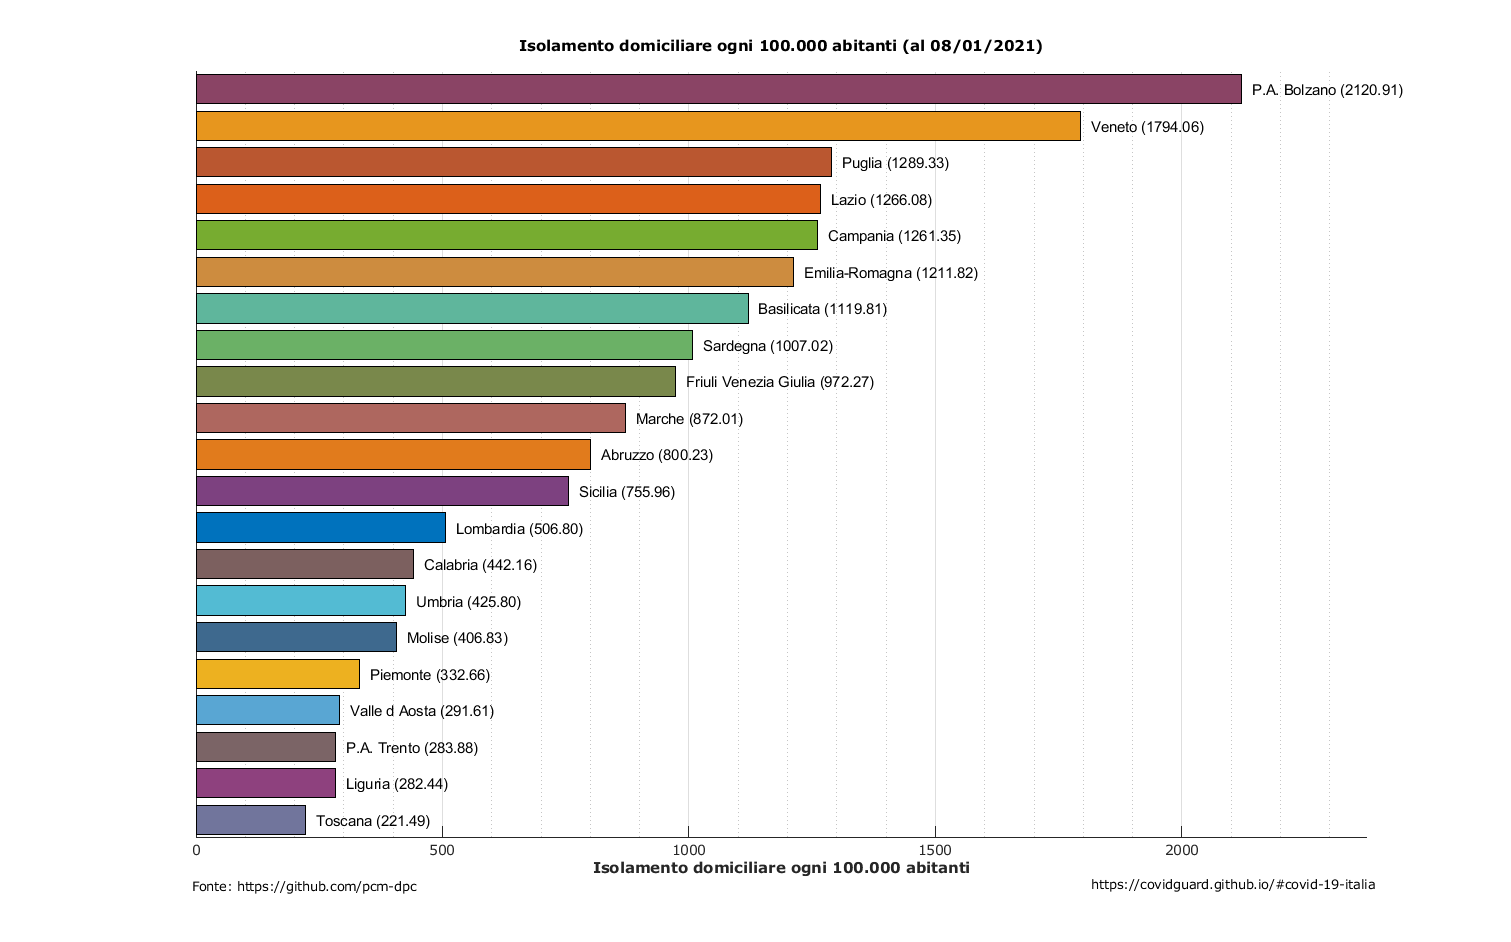 Isolamento domiciliare ogni 100.000 abitanti (al 08/01/2021)
P.A. Bolzano (2120.91)
Veneto (1794.06)
Puglia (1289.33)
Lazio (1266.08)
Campania (1261.35)
Emilia-Romagna (1211.82)
Basilicata (1119.81)
Sardegna (1007.02)
Friuli Venezia Giulia (972.27)
Marche (872.01)
Abruzzo (800.23)
Sicilia (755.96)
Lombardia (506.80)
Calabria (442.16)
Umbria (425.80)
Molise (406.83)
Piemonte (332.66)
Valle d Aosta (291.61)
P.A. Trento (283.88)
Liguria (282.44)
Toscana (221.49)
0 500 1000 1500 2000
Isolamento domiciliare ogni 100.000 abitanti
Fonte: https://github.com/pcm-dpc
https://covidguard.github.io/#covid-19-italia